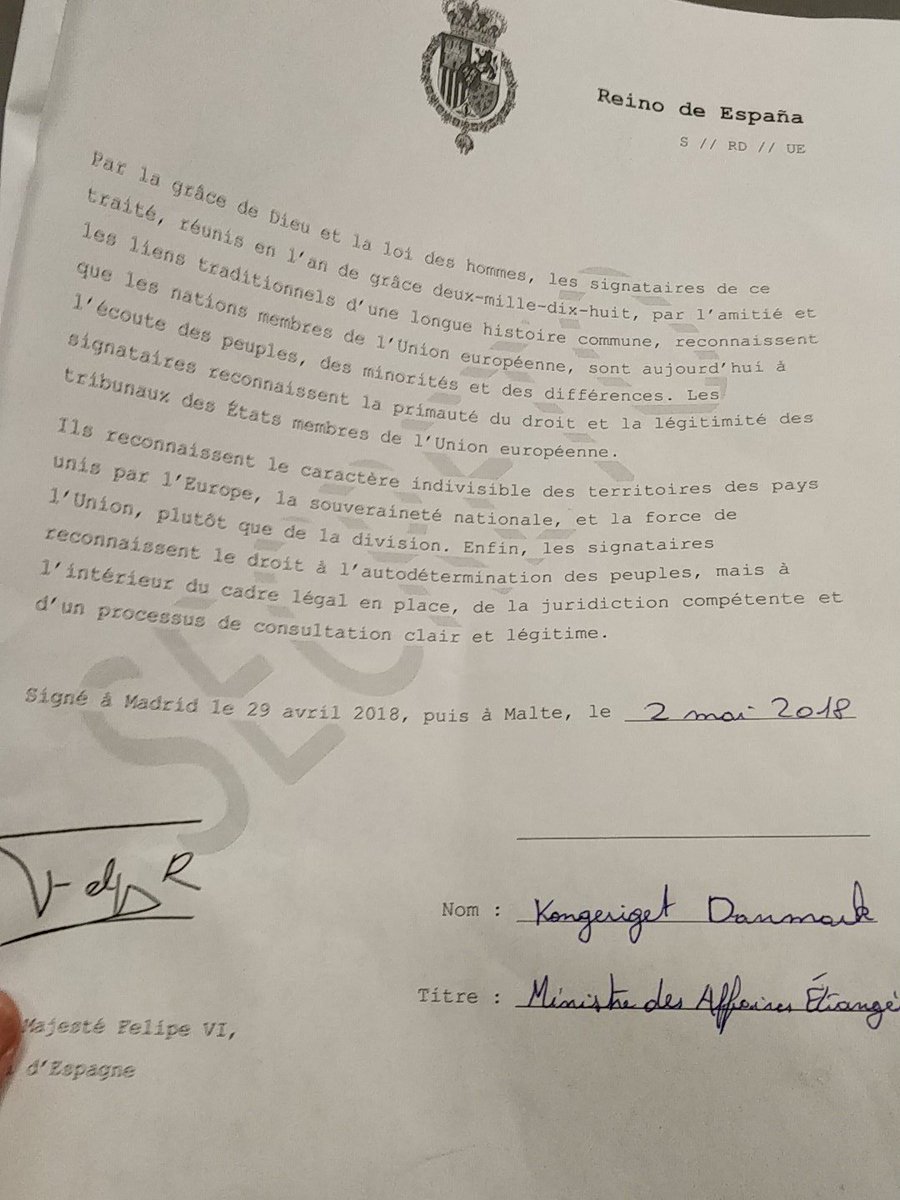 Reino de España
S // RD // UE
Par la grâce de Dieu et la loi des hommes, les signataires de ce
traité, réunis en l'an de grâce deux-mille-dix-huit, par l'amitié et
les liens traditionnels d'une longue histoire commune, reconnaissent
que les nations membres de l'Union européenne, sont aujourd'hui à
l'écoute des peuples, des minorités et des différences. Les
signataires reconnaissent la primauté du droit et la légitimité des
tribunaux des États membres de l'Union européenne.
Ils reconnaissent le caractère indivisible des territoires des pays
unis par l'Europe, la souveraineté nationale, et la force de
l'Union, plutôt que de la division. Enfin, les signataires
reconnaissent le droit à l'autodétermination des peuples, mais à
l'intérieur du cadre légal en place, de la juridiction compétente et
d'un processus de consultation clair et légitime.
Signé à Madrid le 29 avril 2018, puis à Malte, le 2 mai 2018
Nom : Kongeriget Danmark
Titre : Ministre des Affaires Étrangè
Majesté Felipe VI,
d'Espagne